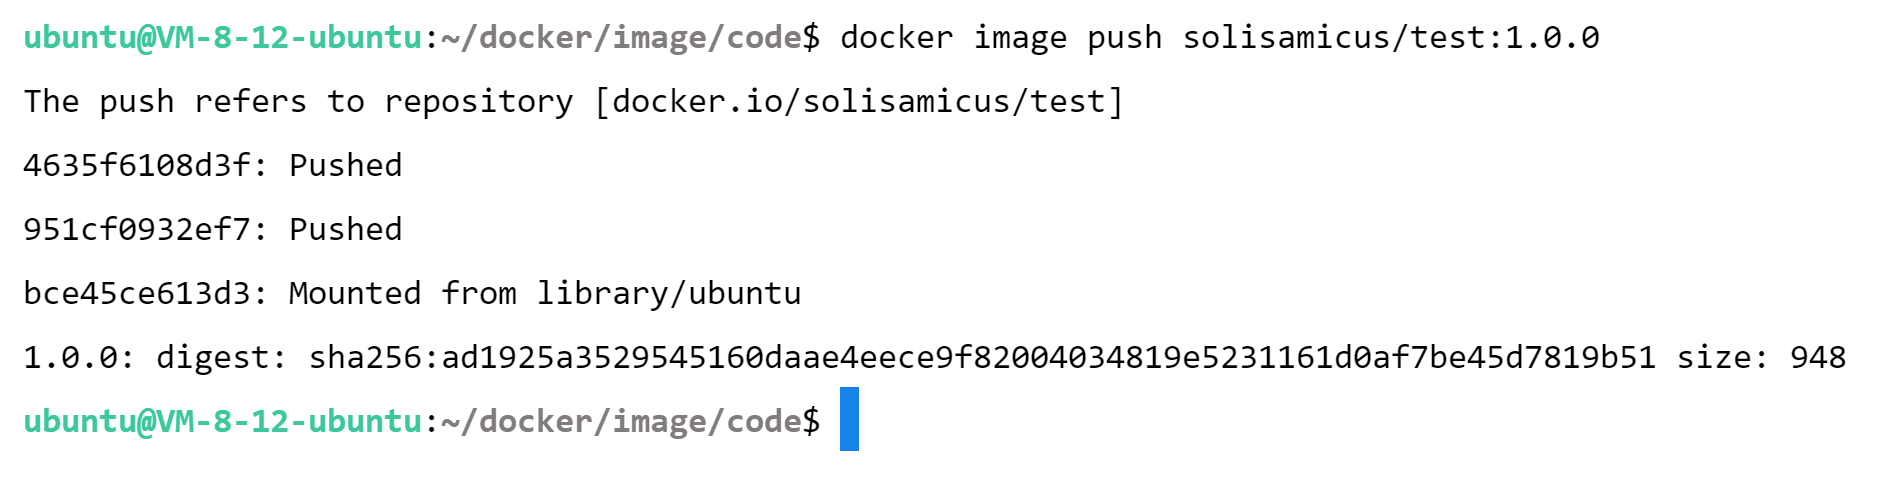 ubuntu@VM-8-12-ubuntu:~/docker/image/code$ docker image push solisamicus/test:1.0.0
The push refers to repository [docker.io/solisamicus/test]
4635f6108d3f: Pushed
951cf0932ef7: Pushed
bce45ce613d3: Mounted from library/ubuntu
1.0.0: digest: sha256:ad1925a3529545160daae4eece9f82004034819e5231161d0af7be45d7819b51 size: 948
ubuntu@VM-8-12-ubuntu:~/docker/image/code$